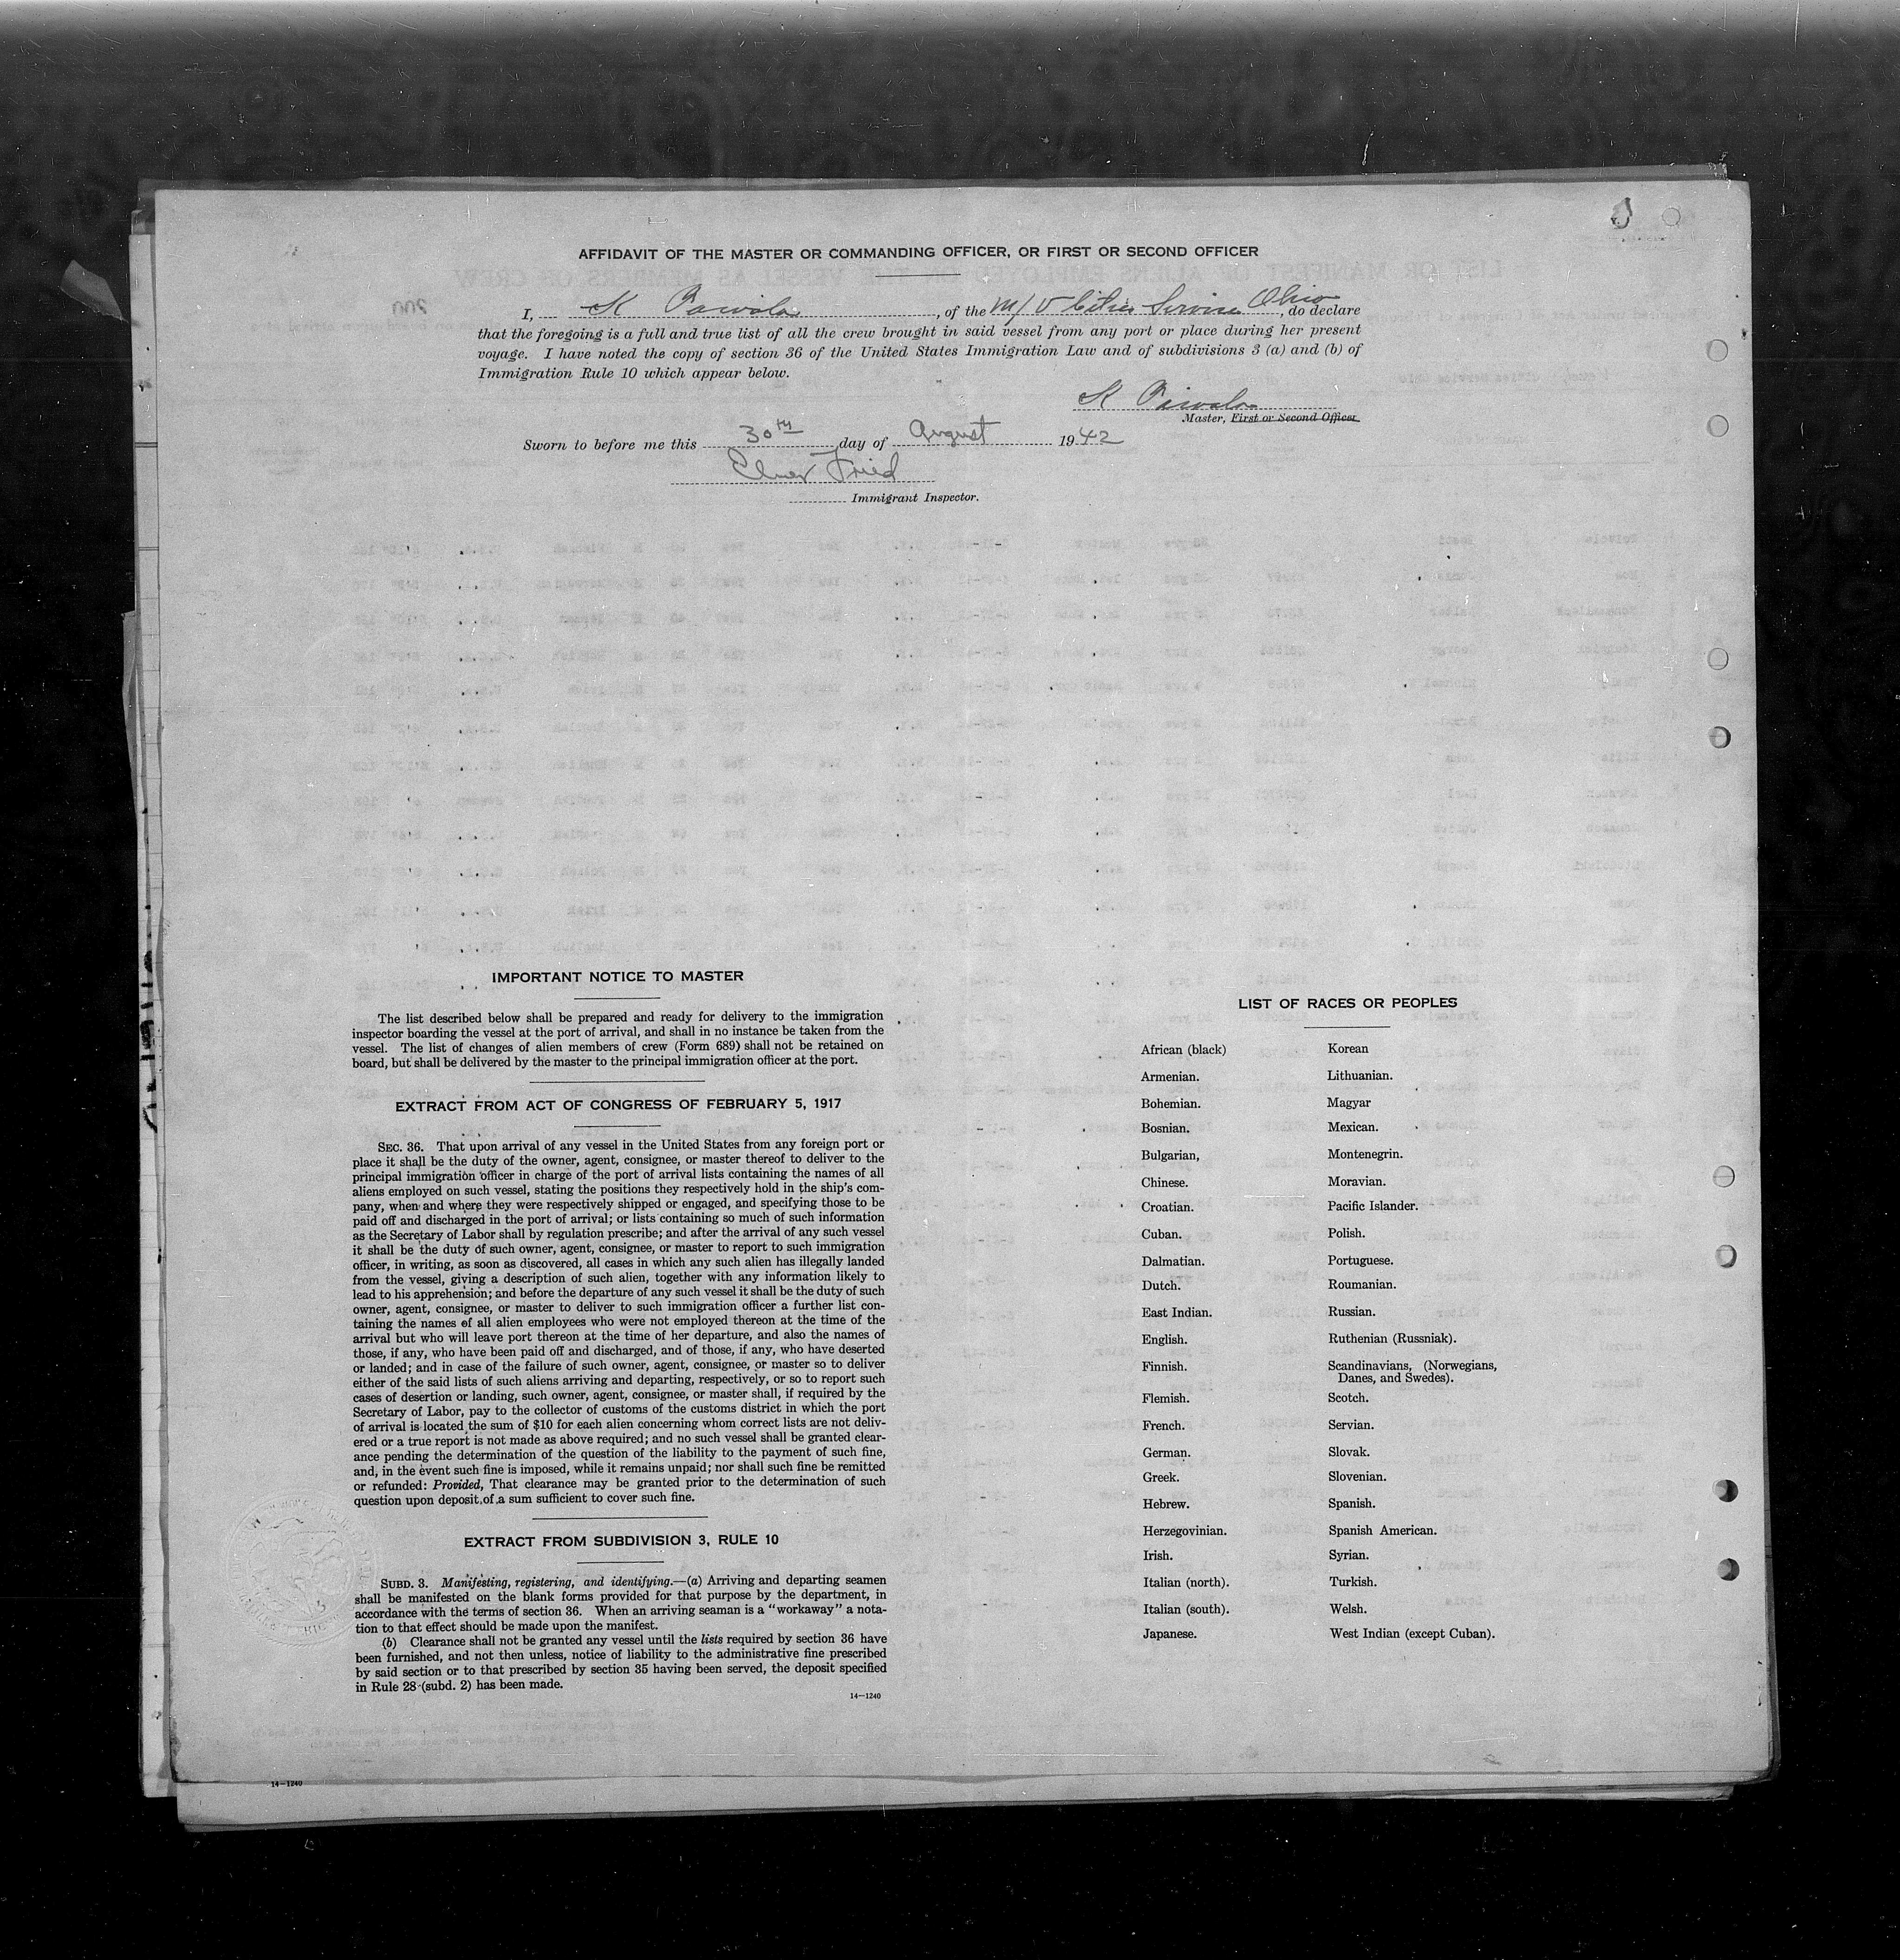 AFFIDAVIT OF THE MASTER OR COMMANDING OFFICER, OR FIRST OR SECOND OFFICER
I, K , of the M/V Cities Service Ohio, do declare
that the foregoing is a full and true list of all the crew brought in said vessel from any port or place during her present
voyage. I have noted the copy of section 36 of the United States Immigration Law and of subdivisions 3 (a) and (b) of
Immigration Rule 10 which appear below.
K
Master, First or Second Officer
Sworn to before me this 30th day of August 1942
Elmer Fried
Immigrant Inspector.
IMPORTANT NOTICE TO MASTER
The list described below shall be prepared and ready for delivery to the immigration
inspector boarding the vessel at the port of arrival, and shall in no instance be taken from the
vessel. The list of changes of alien members of crew (Form 689) shall not be retained on
board, but shall be delivered by the master to the principal immigration officer at the port.
EXTRACT FROM ACT OF CONGRESS OF FEBRUARY 5, 1917
SEC. 36. That upon arrival of any vessel in the United States from any foreign port or
place it shall be the duty of the owner, agent, consignee, or master thereof to deliver to the
principal immigration officer in charge of the port of arrival lists containing the names of all
aliens employed on such vessel, stating the positions they respectively hold in the ship's com-
pany, when and where they were respectively shipped or engaged, and specifying those to be
paid off and discharged in the port of arrival; or lists containing so much of such information
as the Secretary of Labor shall by regulation prescribe; and after the arrival of any such vessel
it shall be the duty of such owner, agent, consignee, or master to report to such immigration
officer, in writing, as soon as discovered, all cases in which any such alien has illegally landed
from the vessel, giving a description of such alien, together with any information likely to
lead to his apprehension; and before the departure of any such vessel it shall be the duty of such
owner, agent, consignee, or master to deliver to such immigration officer a further list con-
taining the names of all alien employees who were not employed thereon at the time of the
arrival but who will leave port thereon at the time of her departure, and also the names of
those, if any, who have been paid off and discharged, and of those, if any, who have deserted
or landed; and in case of the failure of such owner, agent, consignee, or master so to deliver
either of the said lists of such aliens arriving and departing, respectively, or so to report such
cases of desertion or landing, such owner, agent, consignee, or master shall, if required by the
Secretary of Labor, pay to the collector of customs of the customs district in which the port
of arrival is located the sum of $10 for each alien concerning whom correct lists are not deliv-
ered or a true report is not made as above required; and no such vessel shall be granted clear-
ance pending the determination of the question of the liability to the payment of such fine,
and, in the event such fine is imposed, while it remains unpaid; nor shall such fine be remitted
or refunded: Provided, That clearance may be granted prior to the determination of such
question upon deposit of a sum sufficient to cover such fine.
EXTRACT FROM SUBDIVISION 3, RULE 10
SUBD. 3. Manifesting, registering, and identifying.—(a) Arriving and departing seamen
shall be manifested on the blank forms provided for that purpose by the department, in
accordance with the terms of section 36. When an arriving seaman is a "workaway" a nota-
tion to that effect should be made upon the manifest.
(b) Clearance shall not be granted any vessel until the lists required by section 36 have
been furnished, and not then unless, notice of liability to the administrative fine prescribed
by said section or to that prescribed by section 35 having been served, the deposit specified
in Rule 28 (subd. 2) has been made.
14—1240
LIST OF RACES OR PEOPLES
African (black) Korean
Armenian. Lithuanian.
Bohemian. Magyar
Bosnian. Mexican.
Bulgarian, Montenegrin.
Chinese. Moravian.
Croatian. Pacific Islander.
Cuban. Polish.
Dalmatian. Portuguese.
Dutch. Roumanian.
East Indian. Russian.
English. Ruthenian (Russniak).
Finnish. Scandinavians, (Norwegians,
Danes, and Swedes).
Flemish. Scotch.
French. Servian.
German. Slovak.
Greek. Slovenian.
Hebrew. Spanish.
Herzegovinian. Spanish American.
Irish. Syrian.
Italian (north). Turkish.
Italian (south). Welsh.
Japanese. West Indian (except Cuban).
14—1240